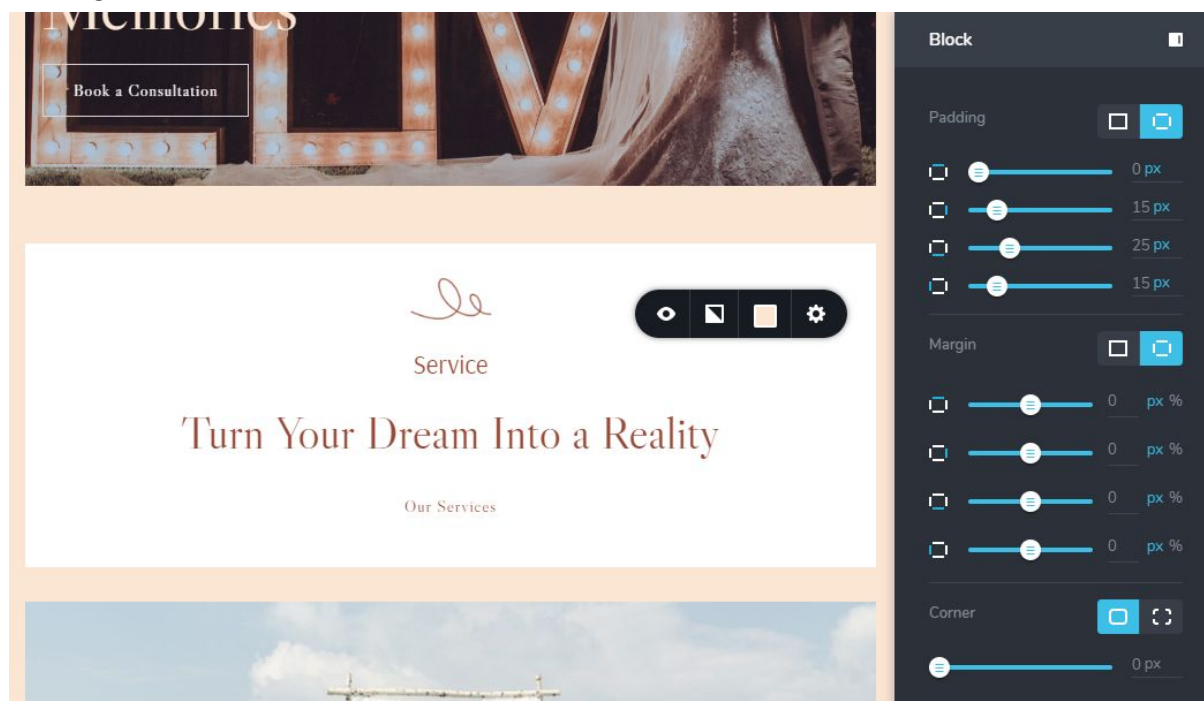 Memories
Book a Consultation
Service
Turn Your Dream Into a Reality
Our Services
Block
Padding
0 px
15 px
25 px
15 px
Margin
0 px %
0 px %
0 px %
0 px %
Corner
0 px